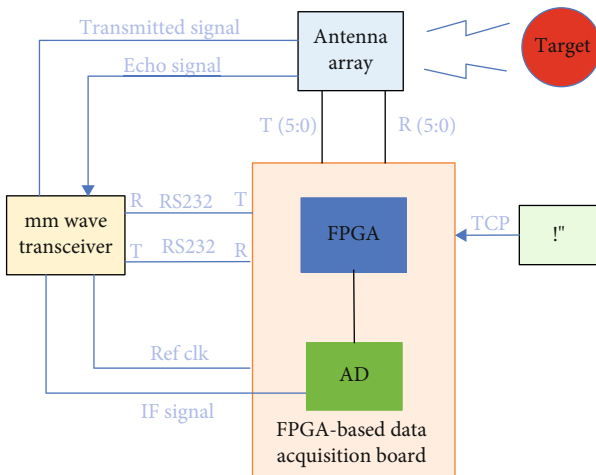 Transmitted signal
Antenna
array
Target
Echo signal
T (5:0)
R (5:0)
R RS232 T
mm wave
transceiver
FPGA
TCP
!"
T RS232 R
Ref clk
AD
IF signal
FPGA-based data
acquisition board